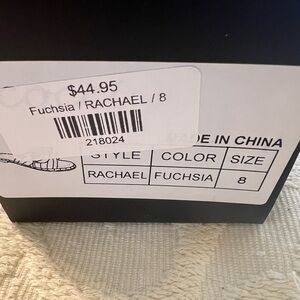 $44.95
Fuchsia / RACHAEL / 8
218024
MADE IN CHINA
STYLE COLOR SIZE
RACHAEL FUCHSIA 8